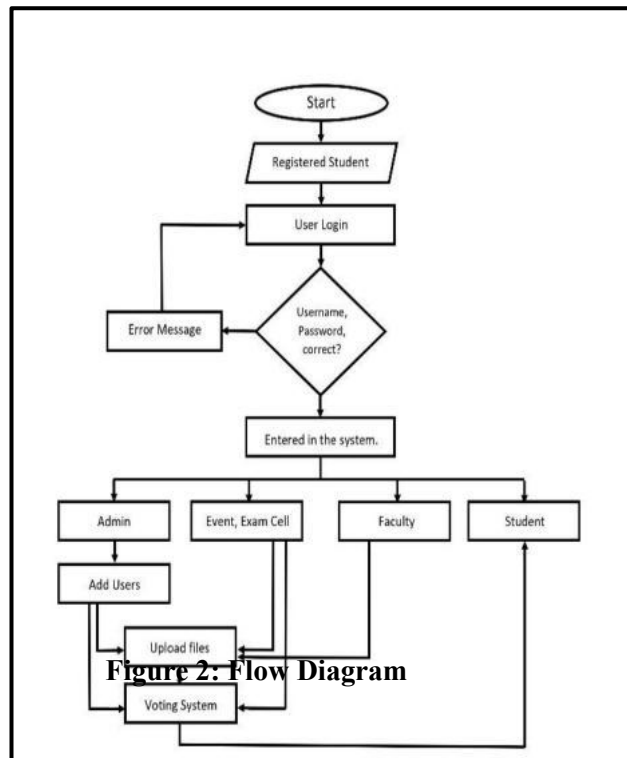 Start
Registered Student
User Login
Username,
Password,
correct?
Error Message
Entered in the system.
Admin
Event, Exam Cell
Faculty
Student
Add Users
Upload files
Figure 2: Flow Diagram
Voting System